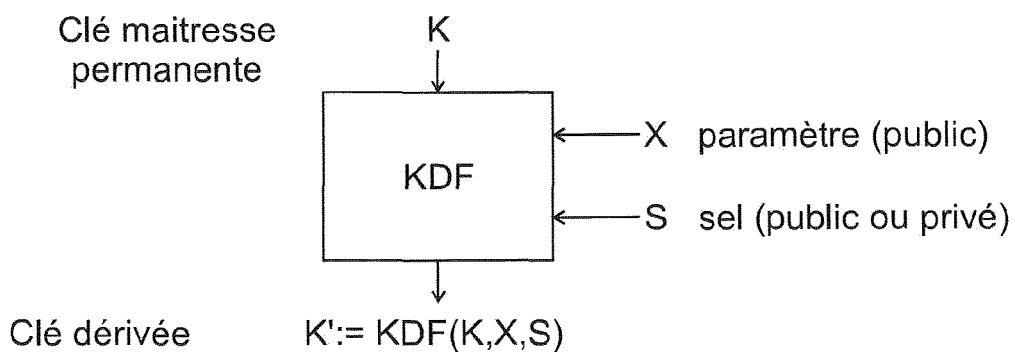 Clé maitresse permanente
K
KDF
X paramètre (public)
S sel (public ou privé)
Clé dérivée K':= KDF(K,X,S)